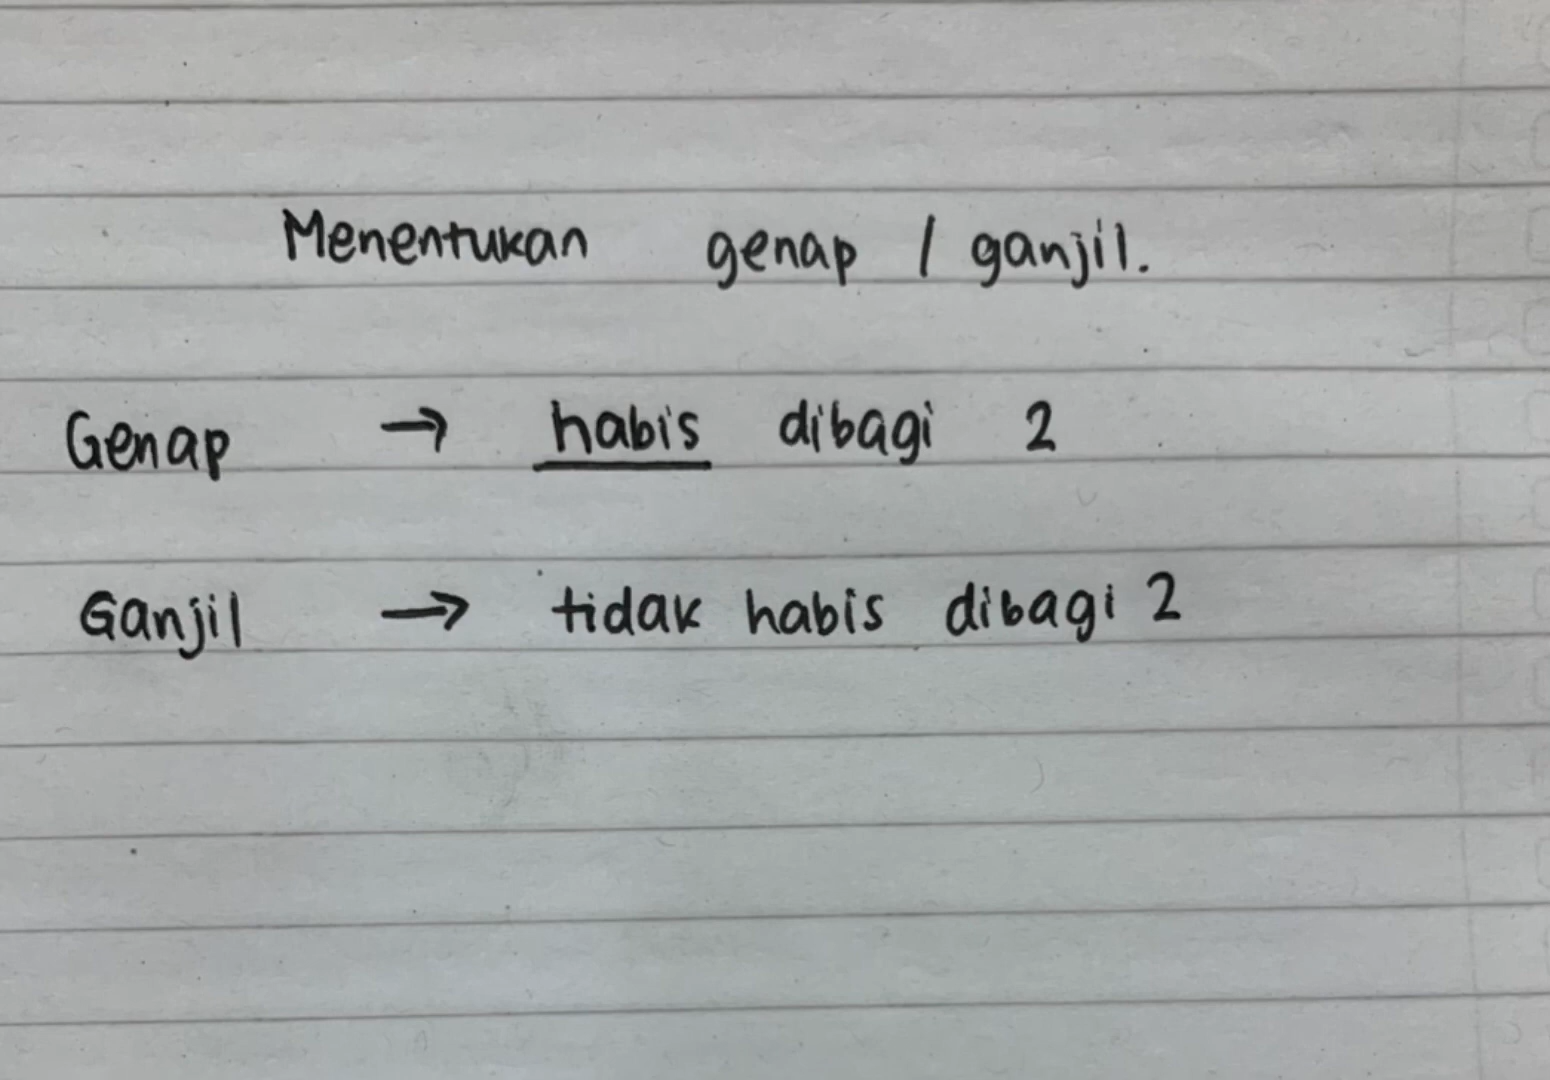 Menentukan genap / ganjil.
Genap → habis dibagi 2
Ganjil → tidak habis dibagi 2